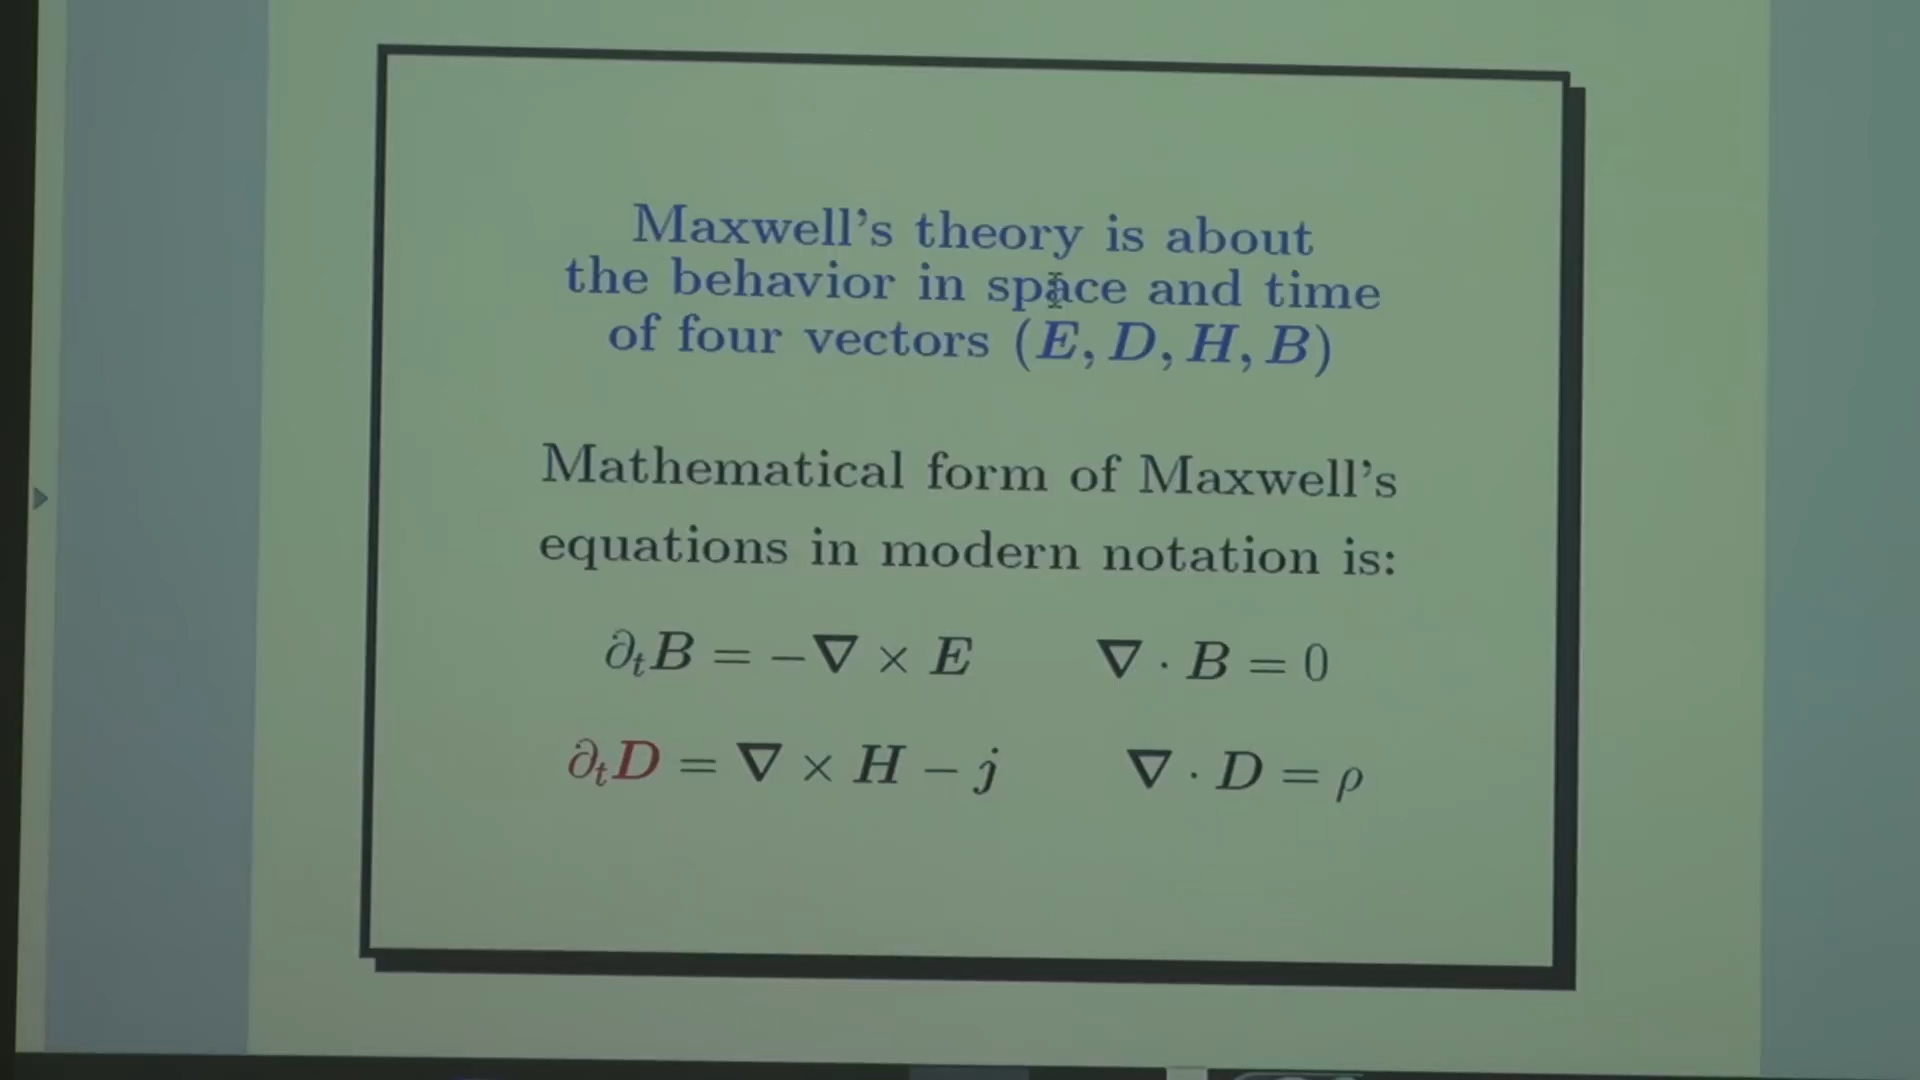 Maxwell's theory is about
the behavior in space and time
of four vectors (E, D, H, B)
Mathematical form of Maxwell's
equations in modern notation is:
∂ₜB = −∇ × E    ∇ · B = 0
∂ₜD = ∇ × H − j    ∇ · D = ρ